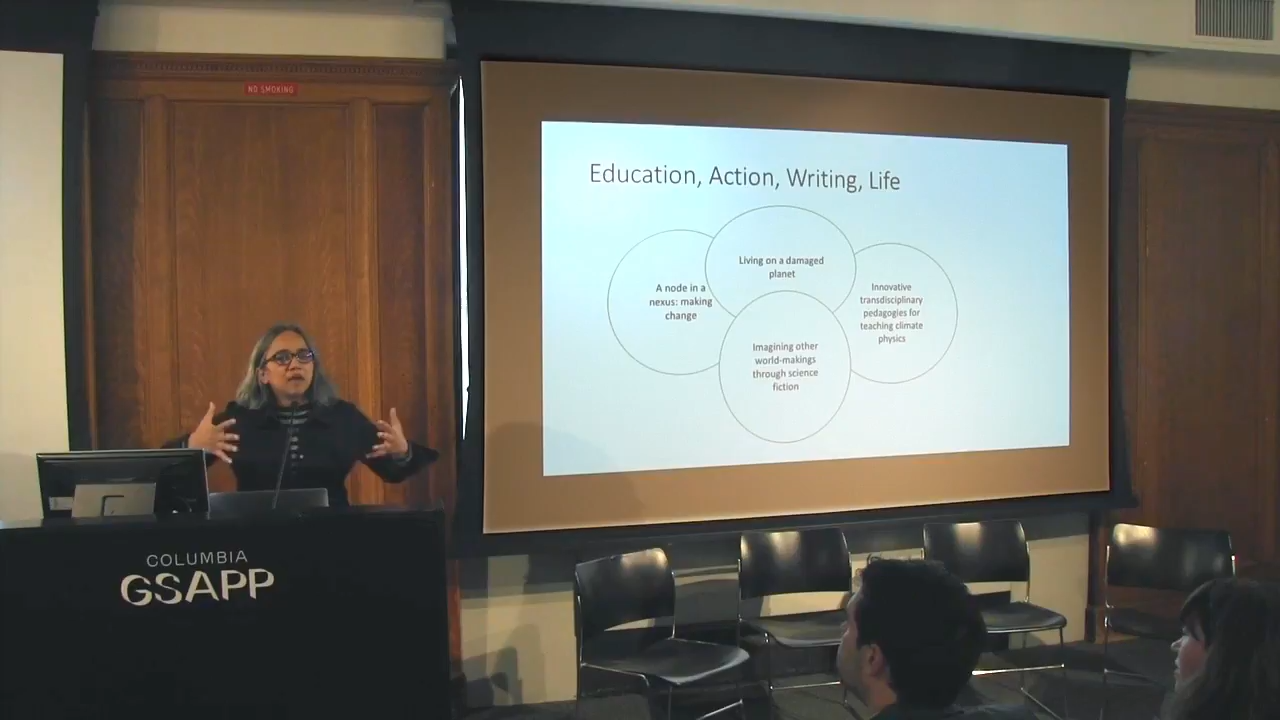 NO SMOKING
Education, Action, Writing, Life
A node in a
nexus: making
change
Living on a damaged
planet
Innovative
transdisciplinary
pedagogies for
teaching climate
physics
Imagining other
world-makings
through science
fiction
COLUMBIA
GSAPP